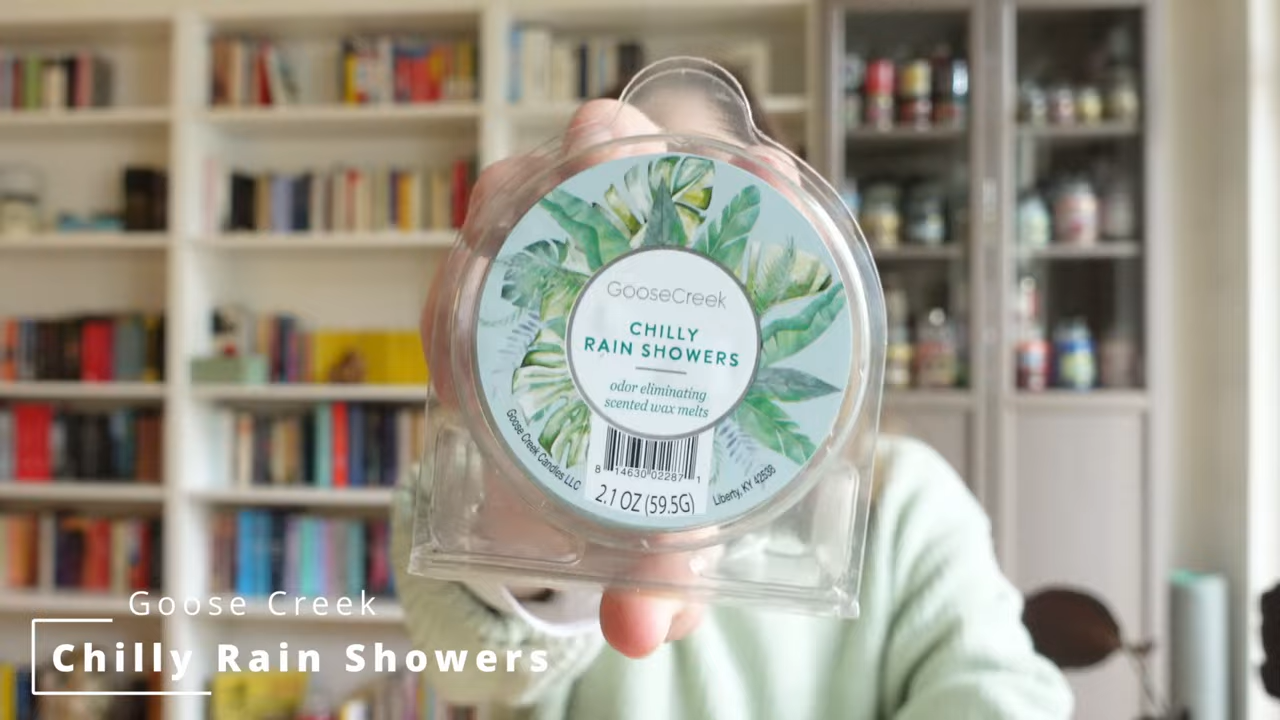 GooseCreek
CHILLY
RAIN SHOWERS
odor eliminating
scented wax melts
Goose Creek Candles LLC
8 14630 02287 1
2.1 OZ (59.5G)
Liberty, KY 42538
Goose Creek
Chilly Rain Showers